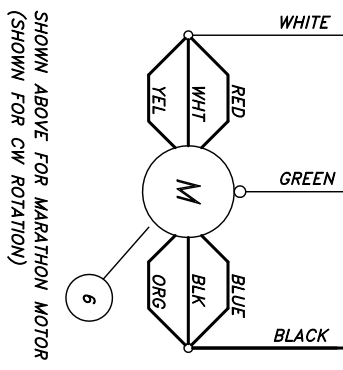 WHITE
YEL
WHT
RED
GREEN
M
ORG
BLK
BLUE
BLACK
6
SHOWN ABOVE FOR MARATHON MOTOR
(SHOWN FOR CW ROTATION)